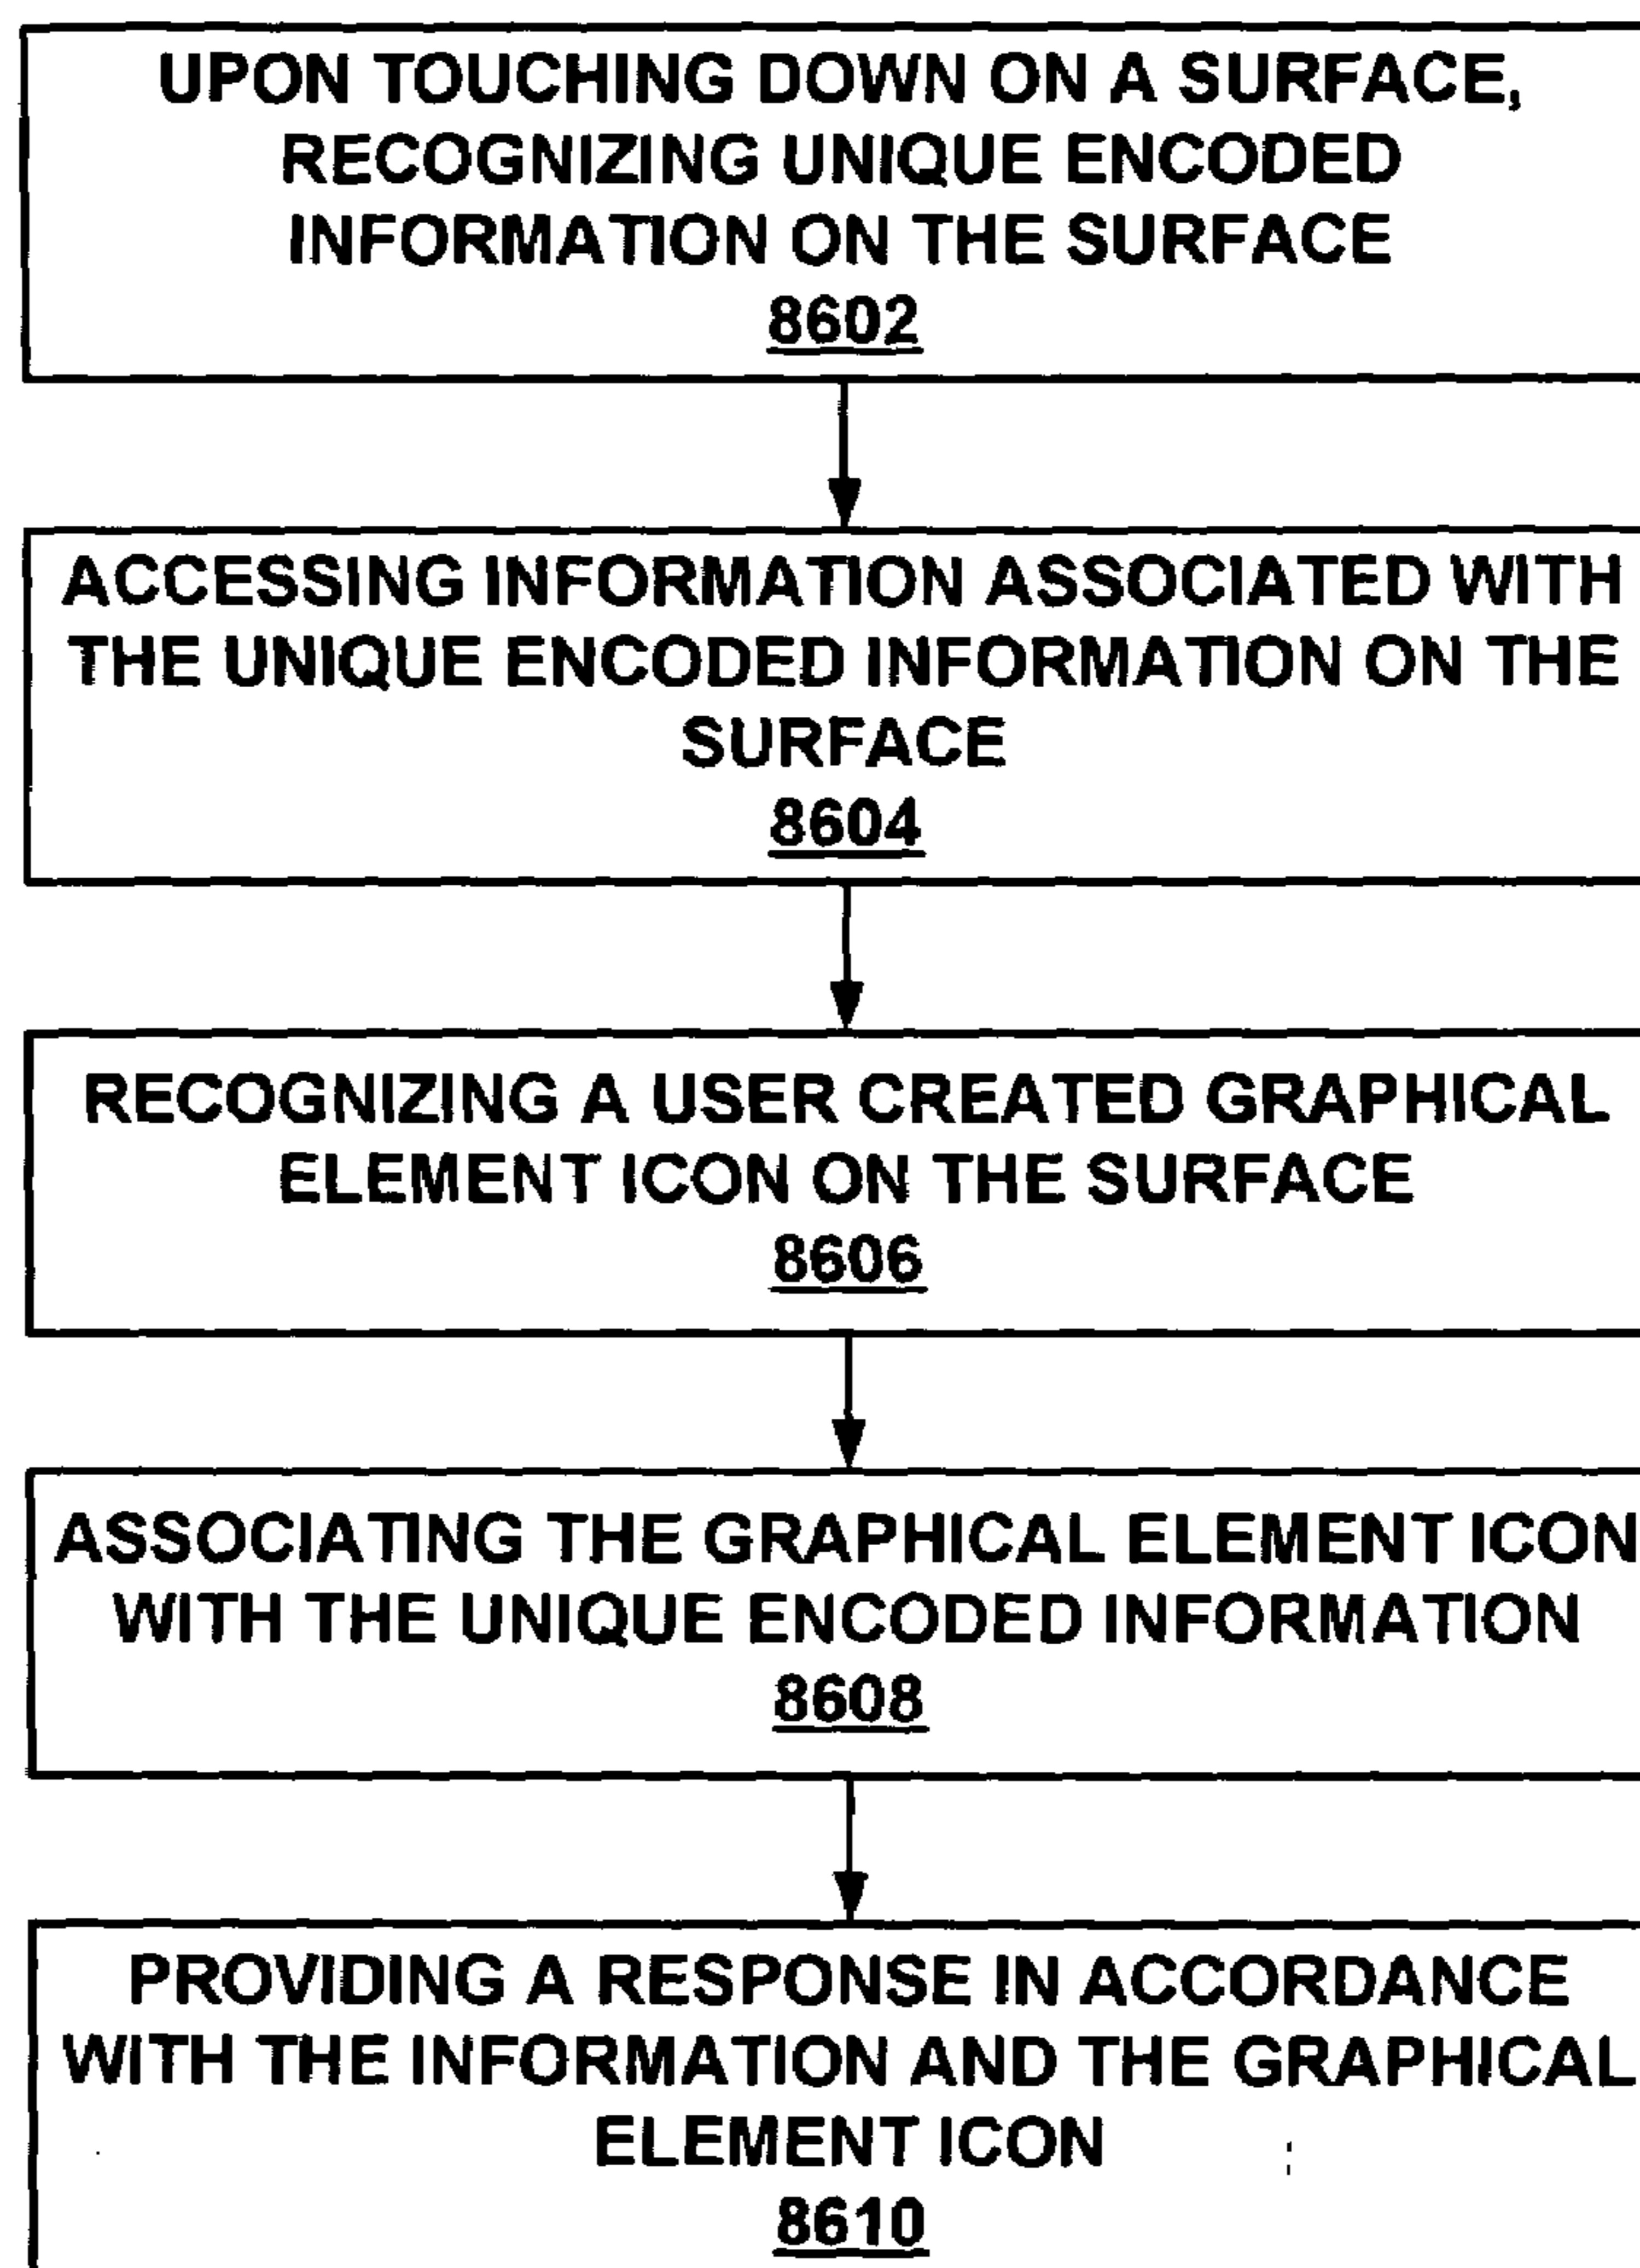 UPON TOUCHING DOWN ON A SURFACE,
RECOGNIZING UNIQUE ENCODED
INFORMATION ON THE SURFACE
8602
ACCESSING INFORMATION ASSOCIATED WITH
THE UNIQUE ENCODED INFORMATION ON THE
SURFACE
8604
RECOGNIZING A USER CREATED GRAPHICAL
ELEMENT ICON ON THE SURFACE
8606
ASSOCIATING THE GRAPHICAL ELEMENT ICON
WITH THE UNIQUE ENCODED INFORMATION
8608
PROVIDING A RESPONSE IN ACCORDANCE
WITH THE INFORMATION AND THE GRAPHICAL
ELEMENT ICON
8610